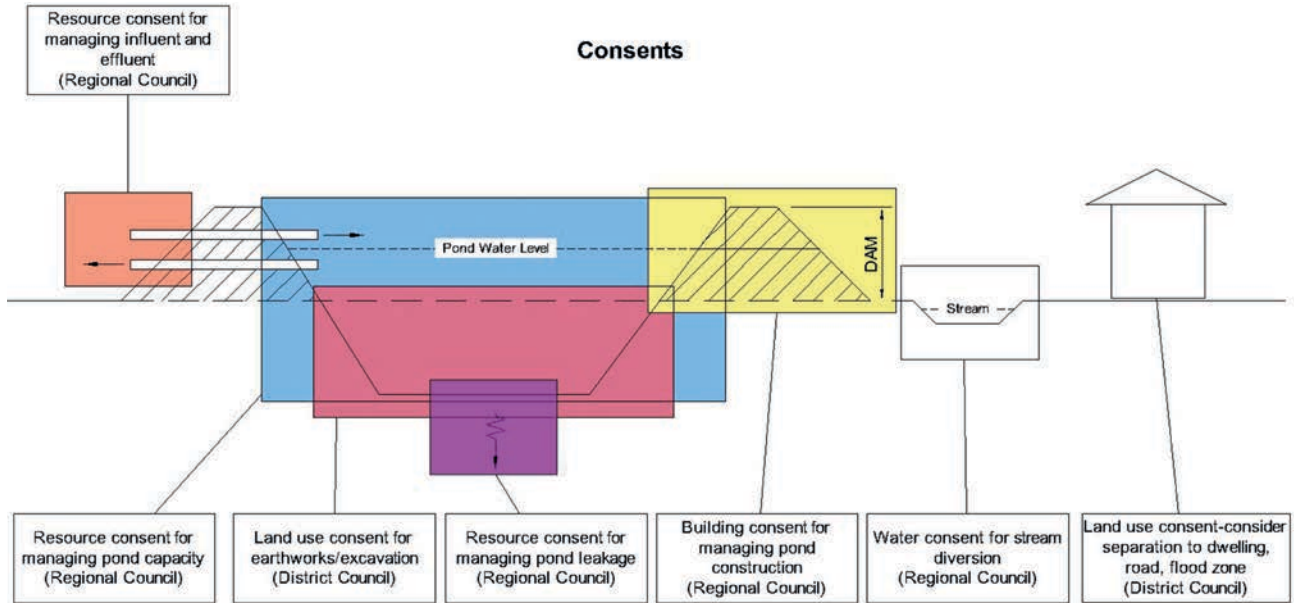 Resource consent for
managing influent and
effluent
(Regional Council)
Consents
Pond Water Level
DAM
Stream
Resource consent for
managing pond capacity
(Regional Council)
Land use consent for
earthworks/excavation
(District Council)
Resource consent for
managing pond leakage
(Regional Council)
Building consent for
managing pond
construction
(Regional Council)
Water consent for stream
diversion
(Regional Council)
Land use consent-consider
separation to dwelling,
road, flood zone
(District Council)